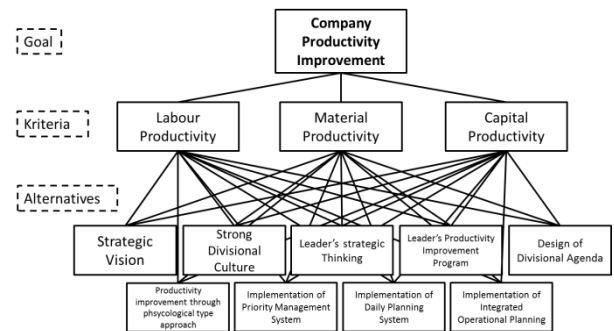 Company
Productivity
Improvement
Goal
Kriteria
Labour
Productivity
Material
Productivity
Capital
Productivity
Alternatives
Strategic
Vision
Strong
Divisional
Culture
Leader's strategic
Thinking
Leader's Productivity
Improvement
Program
Design of
Divisional Agenda
Productivity
improvement through
phsycological type
approach
Implementation of
Priority Management
System
Implementation of
Daily Planning
System
Implementation of
Integrated
Operational Planning